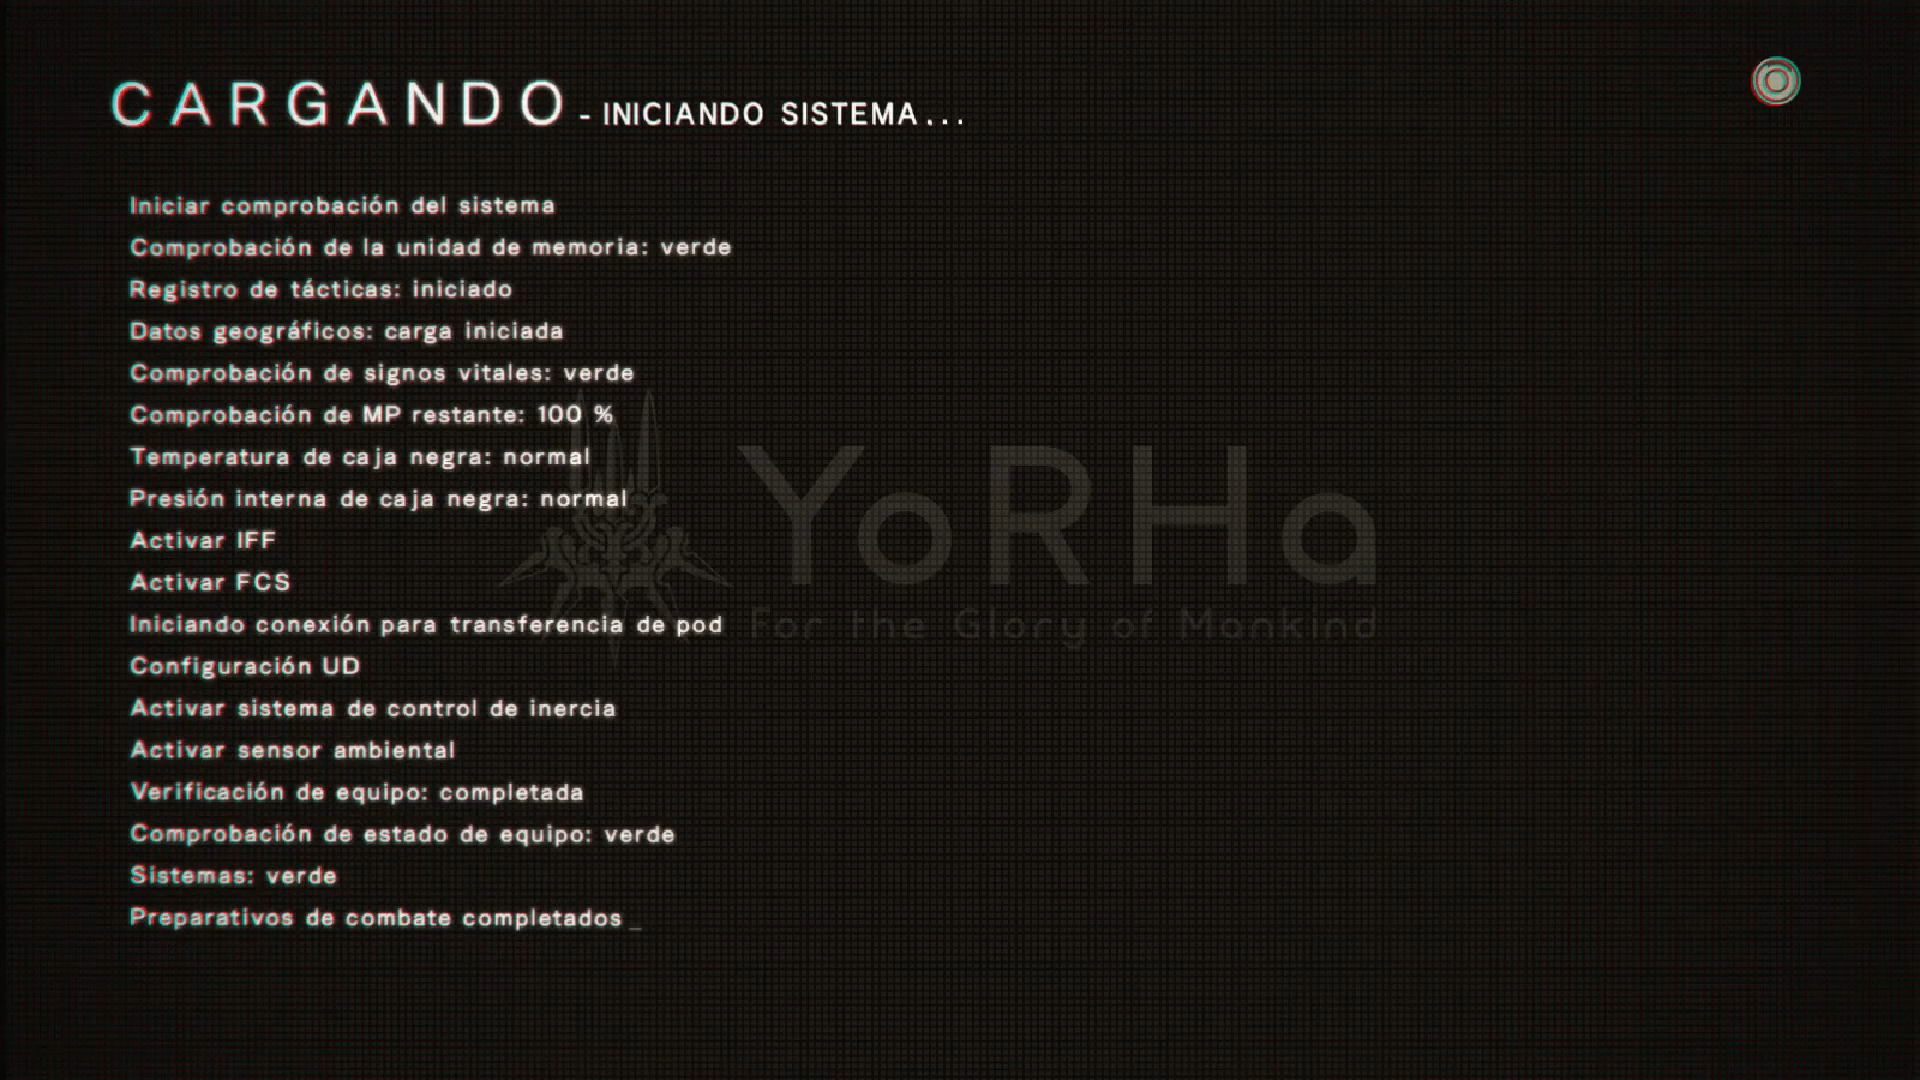 CARGANDO - INICIANDO SISTEMA...
Iniciar comprobación del sistema
Comprobación de la unidad de memoria: verde
Registro de tácticas: iniciado
Datos geográficos: carga iniciada
Comprobación de signos vitales: verde
Comprobación de MP restante: 100 %
Temperatura de caja negra: normal
Presión interna de caja negra: normal
Activar IFF
Activar FCS
Iniciando conexión para transferencia de pod
Configuración UD
Activar sistema de control de inercia
Activar sensor ambiental
Verificación de equipo: completada
Comprobación de estado de equipo: verde
Sistemas: verde
Preparativos de combate completados_
YoRHa
For the Glory of Mankind